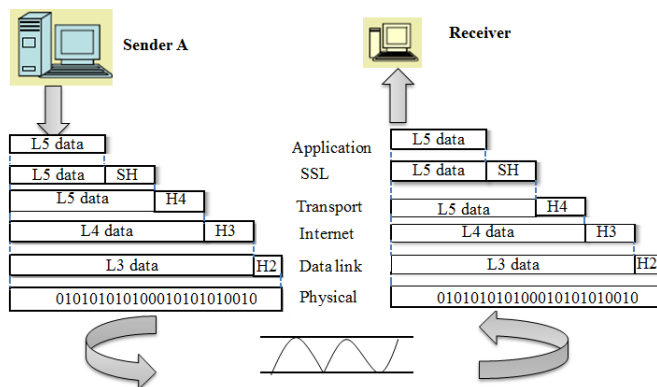 Sender A
Receiver
L5 data
Application
L5 data
L5 data SH
SSL
L5 data SH
L5 data H4
Transport
L5 data H4
L4 data H3
Internet
L4 data H3
L3 data H2
Data link
L3 data H2
010101010100010101010010
Physical
010101010100010101010010